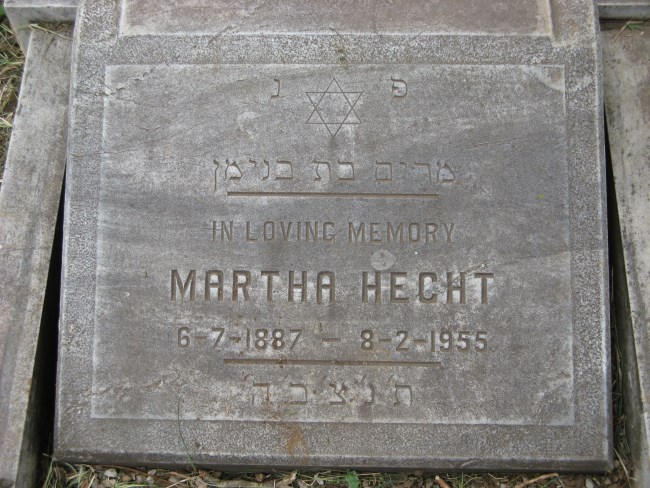 פ נ
מרים בת בנימן
IN LOVING MEMORY
MARTHA HECHT
6-7-1887 – 8-2-1955
ת'נ'צ'ב'ה'